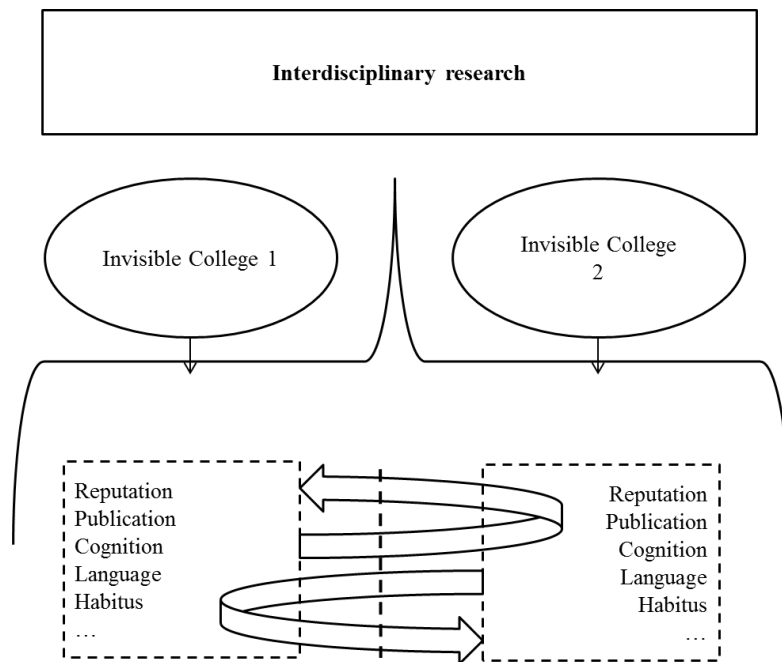 Interdisciplinary research
Invisible College 1
Invisible College
2
Reputation
Publication
Cognition
Language
Habitus
…
Reputation
Publication
Cognition
Language
Habitus
…